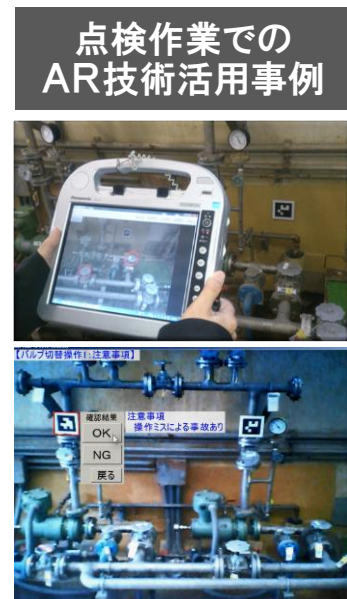 点検作業での
AR技術活用事例
Panasonic
【バルブ切替操作1:注意事項】
確認結果
OK
NG
戻る
注意事項
操作ミスによる事故あり